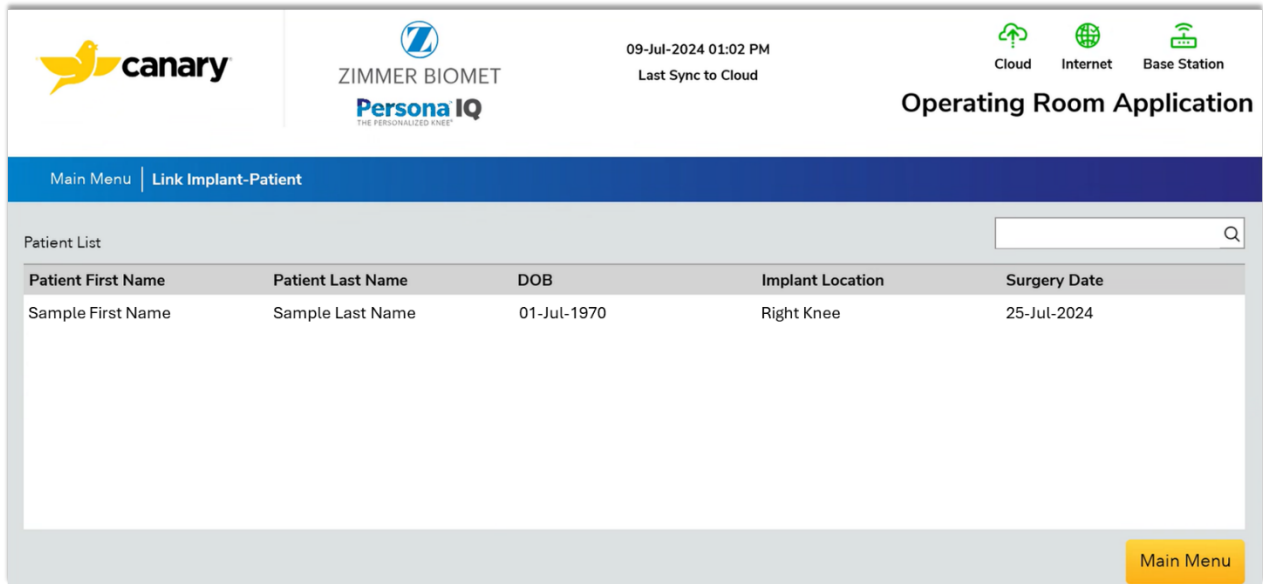 canary
ZIMMER BIOMET
Persona IQ
THE PERSONALIZED KNEE®
09-Jul-2024 01:02 PM
Last Sync to Cloud
Cloud Internet Base Station
Operating Room Application
Main Menu | Link Implant-Patient
Patient List
Patient First Name Patient Last Name DOB Implant Location Surgery Date
Sample First Name Sample Last Name 01-Jul-1970 Right Knee 25-Jul-2024
Main Menu